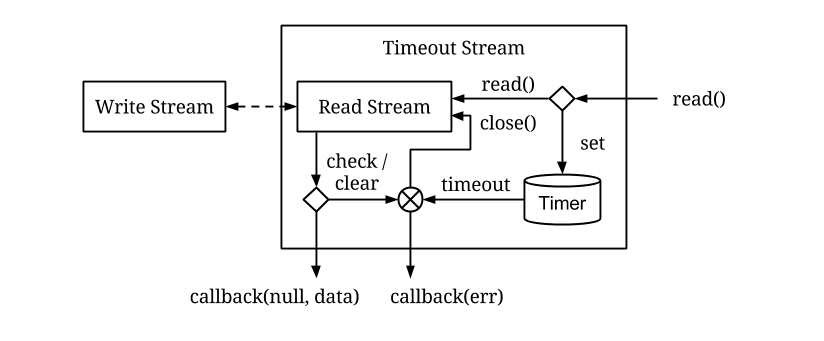 Timeout Stream
Write Stream
Read Stream
read()
read()
close()
set
check /
clear
timeout
Timer
callback(null, data)
callback(err)